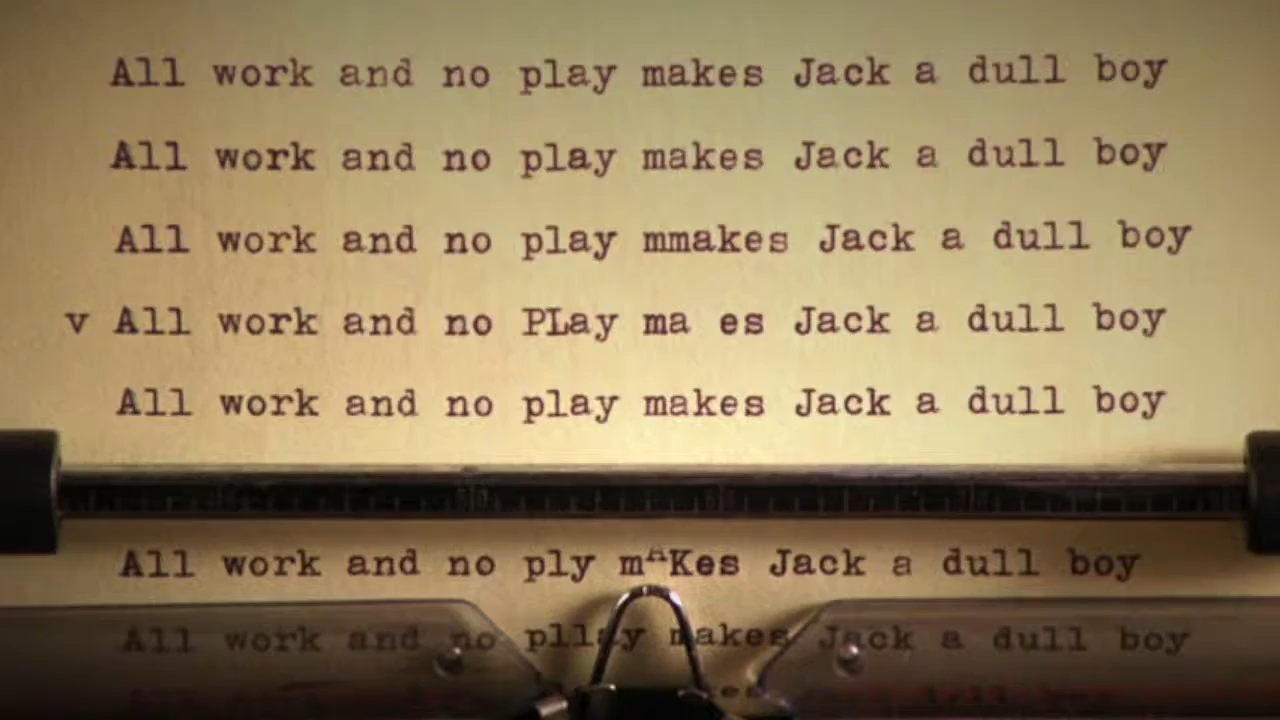 All work and no play makes Jack a dull boy
All work and no play makes Jack a dull boy
All work and no play mmakes Jack a dull boy
v All work and no PLay ma es Jack a dull boy
All work and no play makes Jack a dull boy
All work and no ply mAKes Jack a dull boy
All work and no pllay makes Jack a dull boy